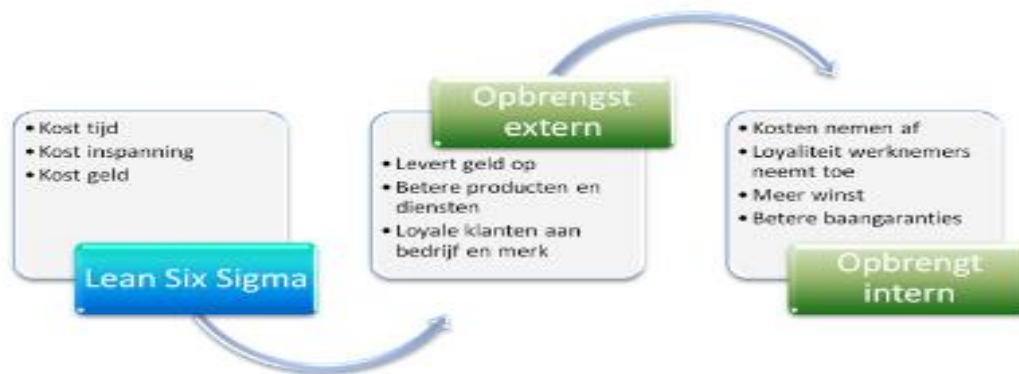 • Kost tijd
• Kost inspanning
• Kost geld
Lean Six Sigma
Opbrengst
extern
• Levert geld op
• Betere producten en
diensten
• Loyale klanten aan
bedrijf en merk
• Kosten nemen af
• Loyaliteit werknemers
neemt toe
• Meer winst
• Betere baangaranties
Opbrengt
intern